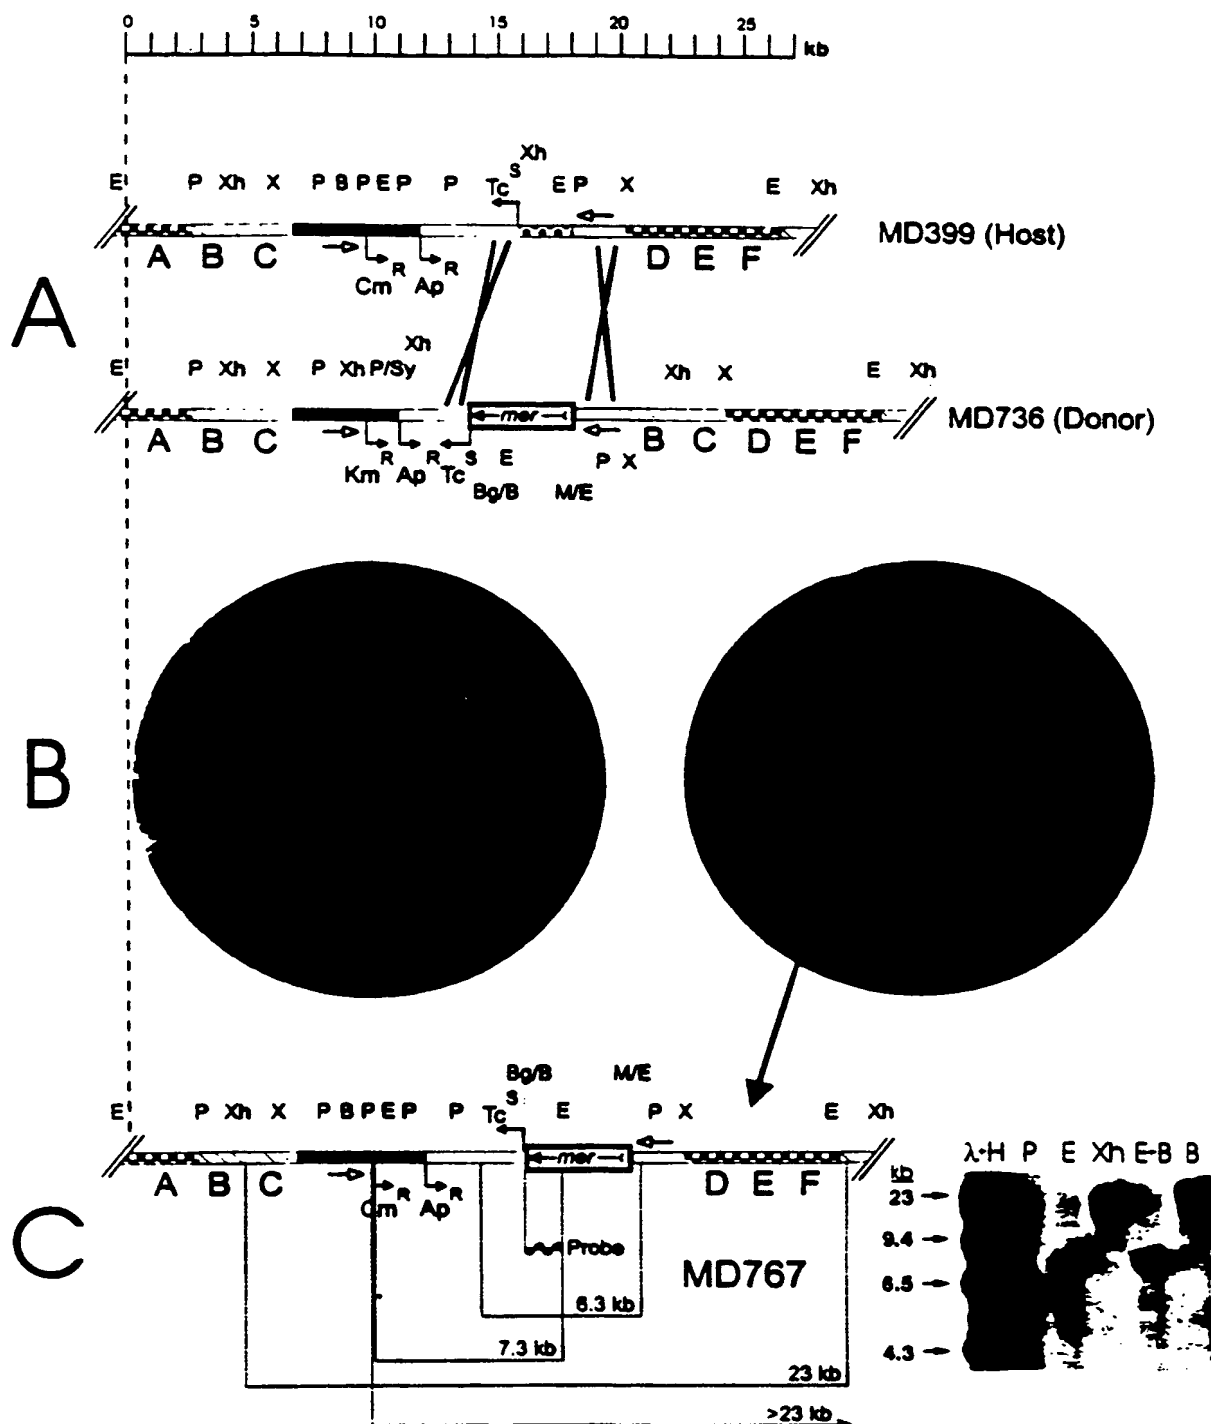 0 5 10 15 20 25
kb
Xh
S
E P Xh X P B P E P P Tc E P X E Xh
MD399 (Host)
A B C D E F
R R
Cm Ap
A
Xh
E P Xh X P Xh P/Sy Xh X E Xh
mer
MD736 (Donor)
A B C B C D E F
R R S
Km Ap Tc E P X
Bg/B M/E
B
Bg/B M/E
S
E P Xh X P B P E P P Tc E P X E Xh
mer
A B C D E F
R R
Cm Ap
Probe
MD767
6.3 kb
7.3 kb
23 kb
>23 kb
C
λ+H P E Xh E+B B
kb
23
9.4
6.5
4.3